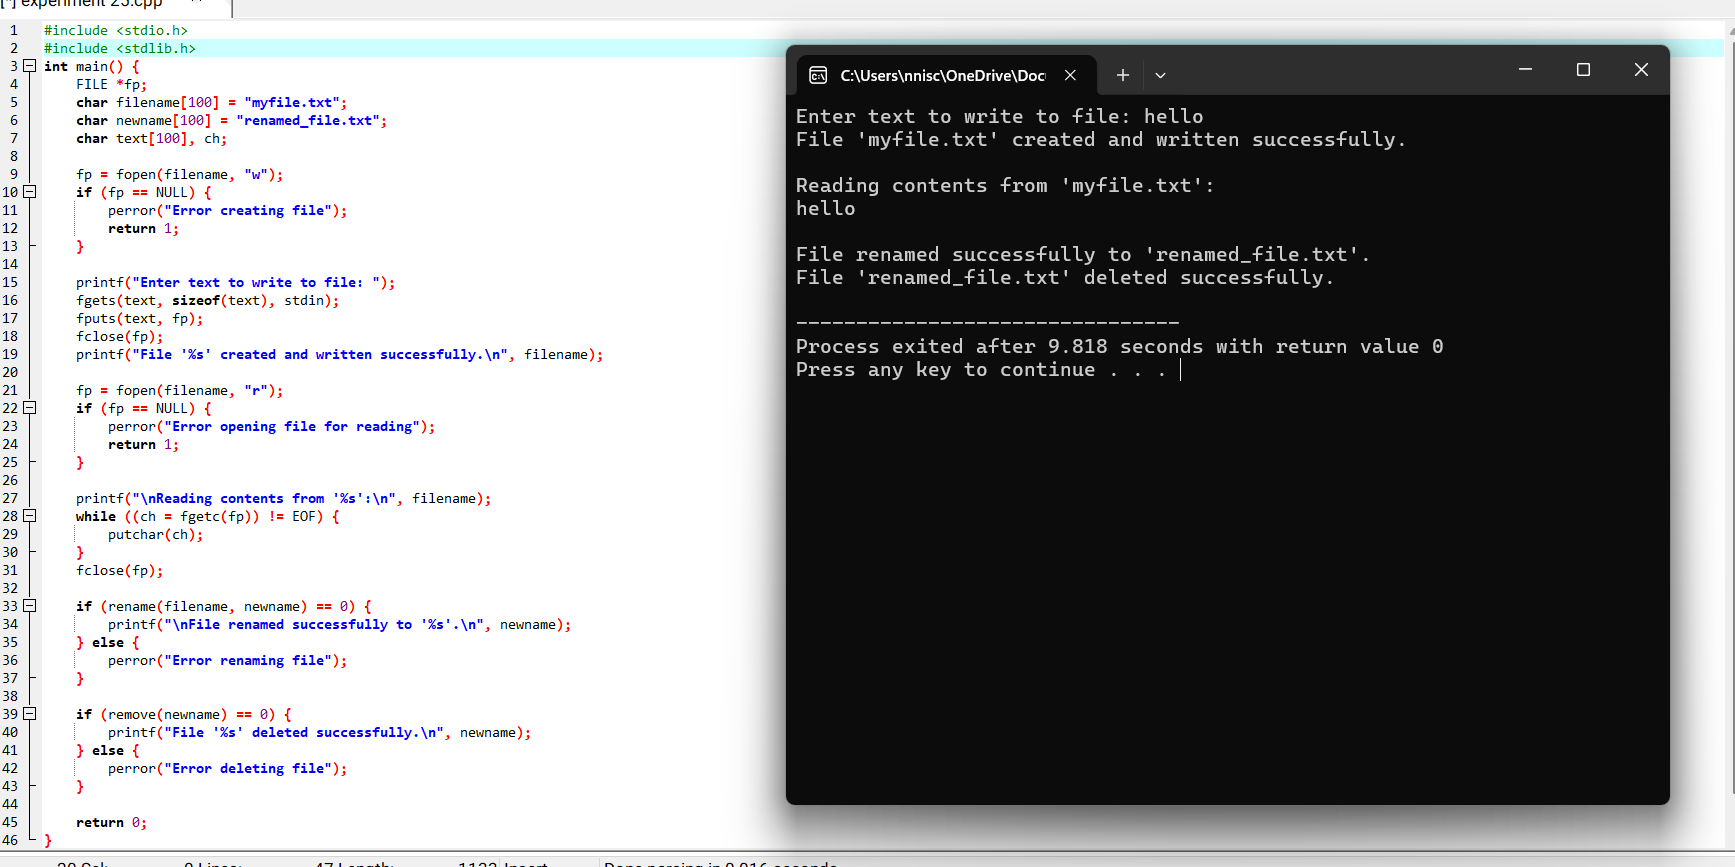 experiment 23.cpp
1 #include <stdio.h>
2 #include <stdlib.h>
3 int main() {
4 FILE *fp;
5 char filename[100] = "myfile.txt";
6 char newname[100] = "renamed_file.txt";
7 char text[100], ch;
8
9 fp = fopen(filename, "w");
10 if (fp == NULL) {
11 perror("Error creating file");
12 return 1;
13 }
14
15 printf("Enter text to write to file: ");
16 fgets(text, sizeof(text), stdin);
17 fputs(text, fp);
18 fclose(fp);
19 printf("File '%s' created and written successfully.\n", filename);
20
21 fp = fopen(filename, "r");
22 if (fp == NULL) {
23 perror("Error opening file for reading");
24 return 1;
25 }
26
27 printf("\nReading contents from '%s':\n", filename);
28 while ((ch = fgetc(fp)) != EOF) {
29 putchar(ch);
30 }
31 fclose(fp);
32
33 if (rename(filename, newname) == 0) {
34 printf("\nFile renamed successfully to '%s'.\n", newname);
35 } else {
36 perror("Error renaming file");
37 }
38
39 if (remove(newname) == 0) {
40 printf("File '%s' deleted successfully.\n", newname);
41 } else {
42 perror("Error deleting file");
43 }
44
45 return 0;
46 }
C:\Users\nnisc\OneDrive\Doc
Enter text to write to file: hello
File 'myfile.txt' created and written successfully.
Reading contents from 'myfile.txt':
hello
File renamed successfully to 'renamed_file.txt'.
File 'renamed_file.txt' deleted successfully.
--------------------------------
Process exited after 9.818 seconds with return value 0
Press any key to continue . . .